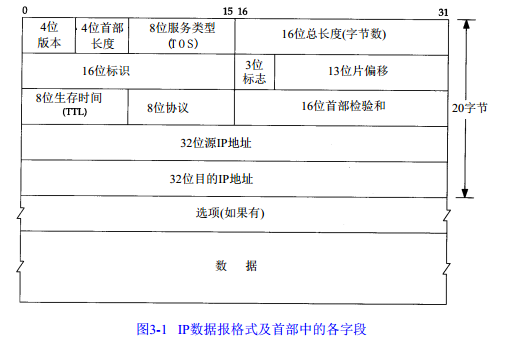 0 15 16 31
4位版本 4位首部长度 8位服务类型(TOS) 16位总长度(字节数)
16位标识 3位标志 13位片偏移
8位生存时间(TTL) 8位协议 16位首部检验和
20字节
32位源IP地址
32位目的IP地址
选项(如果有)
数 据
图3-1 IP数据报格式及首部中的各字段